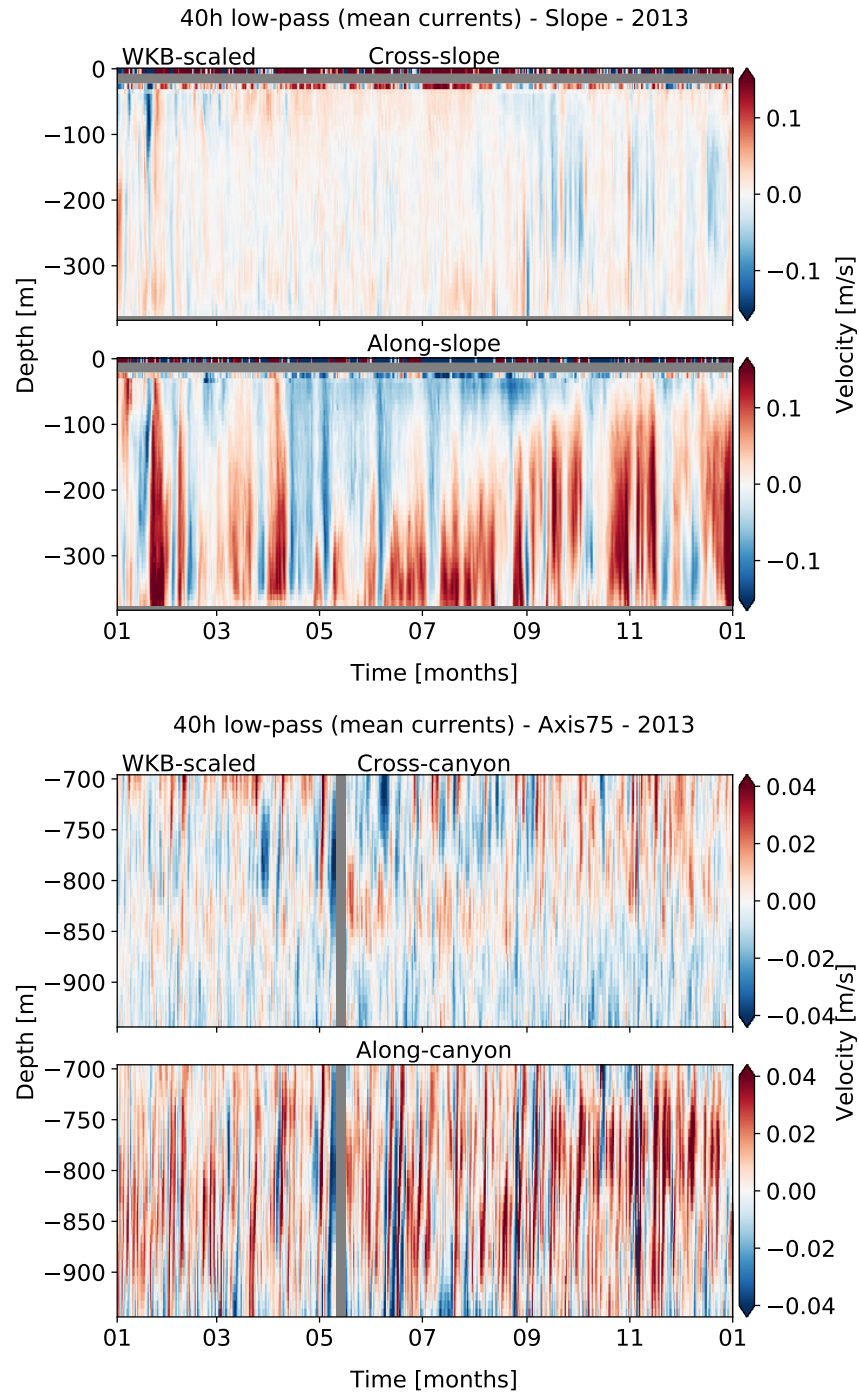 40h low-pass (mean currents) - Slope - 2013
WKB-scaled Cross-slope
0
−100
−200
−300
0.1
0.0
−0.1
Along-slope
0
−100
−200
−300
0.1
0.0
−0.1
Depth [m]
Velocity [m/s]
01 03 05 07 09 11 01
Time [months]
40h low-pass (mean currents) - Axis75 - 2013
WKB-scaled Cross-canyon
−700
−750
−800
−850
−900
0.04
0.02
0.00
−0.02
−0.04
Along-canyon
−700
−750
−800
−850
−900
0.04
0.02
0.00
−0.02
−0.04
Depth [m]
Velocity [m/s]
01 03 05 07 09 11 01
Time [months]